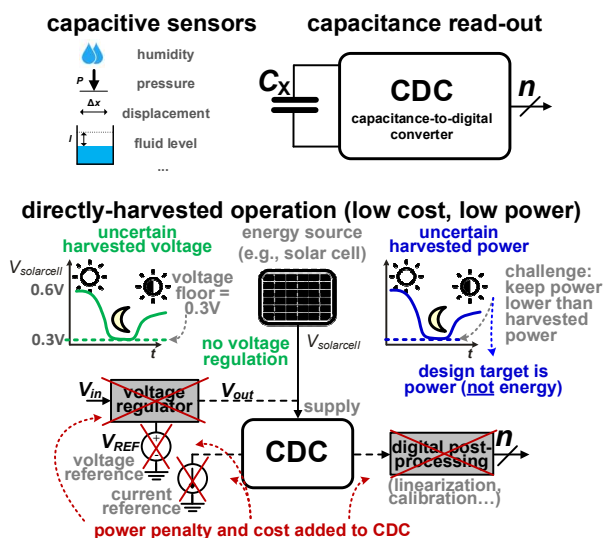 capacitive sensors
humidity
P
pressure
Δx
displacement
l
fluid level
...
capacitance read-out
CX
CDC
capacitance-to-digital
converter
n
directly-harvested operation (low cost, low power)
uncertain
harvested voltage
Vsolarcell
0.6V
0.3V
t
voltage
floor =
0.3V
energy source
(e.g., solar cell)
Vsolarcell
no voltage
regulation
uncertain
harvested power
t
challenge:
keep power
lower than
harvested
power
design target is
power (not energy)
Vin
voltage
regulator
Vout
supply
VREF
+
-
voltage
reference
current
reference
CDC
digital post-
processing
n
(linearization,
calibration...)
power penalty and cost added to CDC